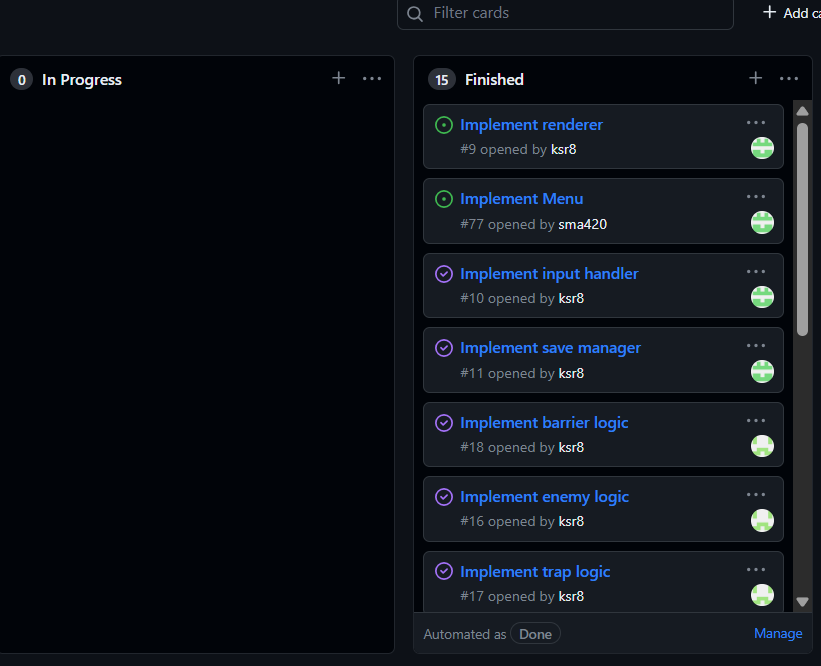 Filter cards
Add ca
0 In Progress
15 Finished
Implement renderer
#9 opened by ksr8
Implement Menu
#77 opened by sma420
Implement input handler
#10 opened by ksr8
Implement save manager
#11 opened by ksr8
Implement barrier logic
#18 opened by ksr8
Implement enemy logic
#16 opened by ksr8
Implement trap logic
#17 opened by ksr8
Automated as Done
Manage